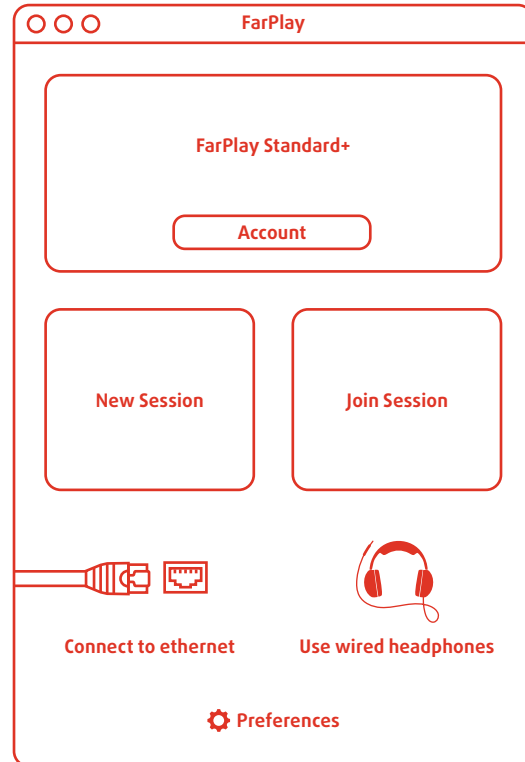 FarPlay
FarPlay Standard+
Account
New Session
Join Session
Connect to ethernet
Use wired headphones
Preferences